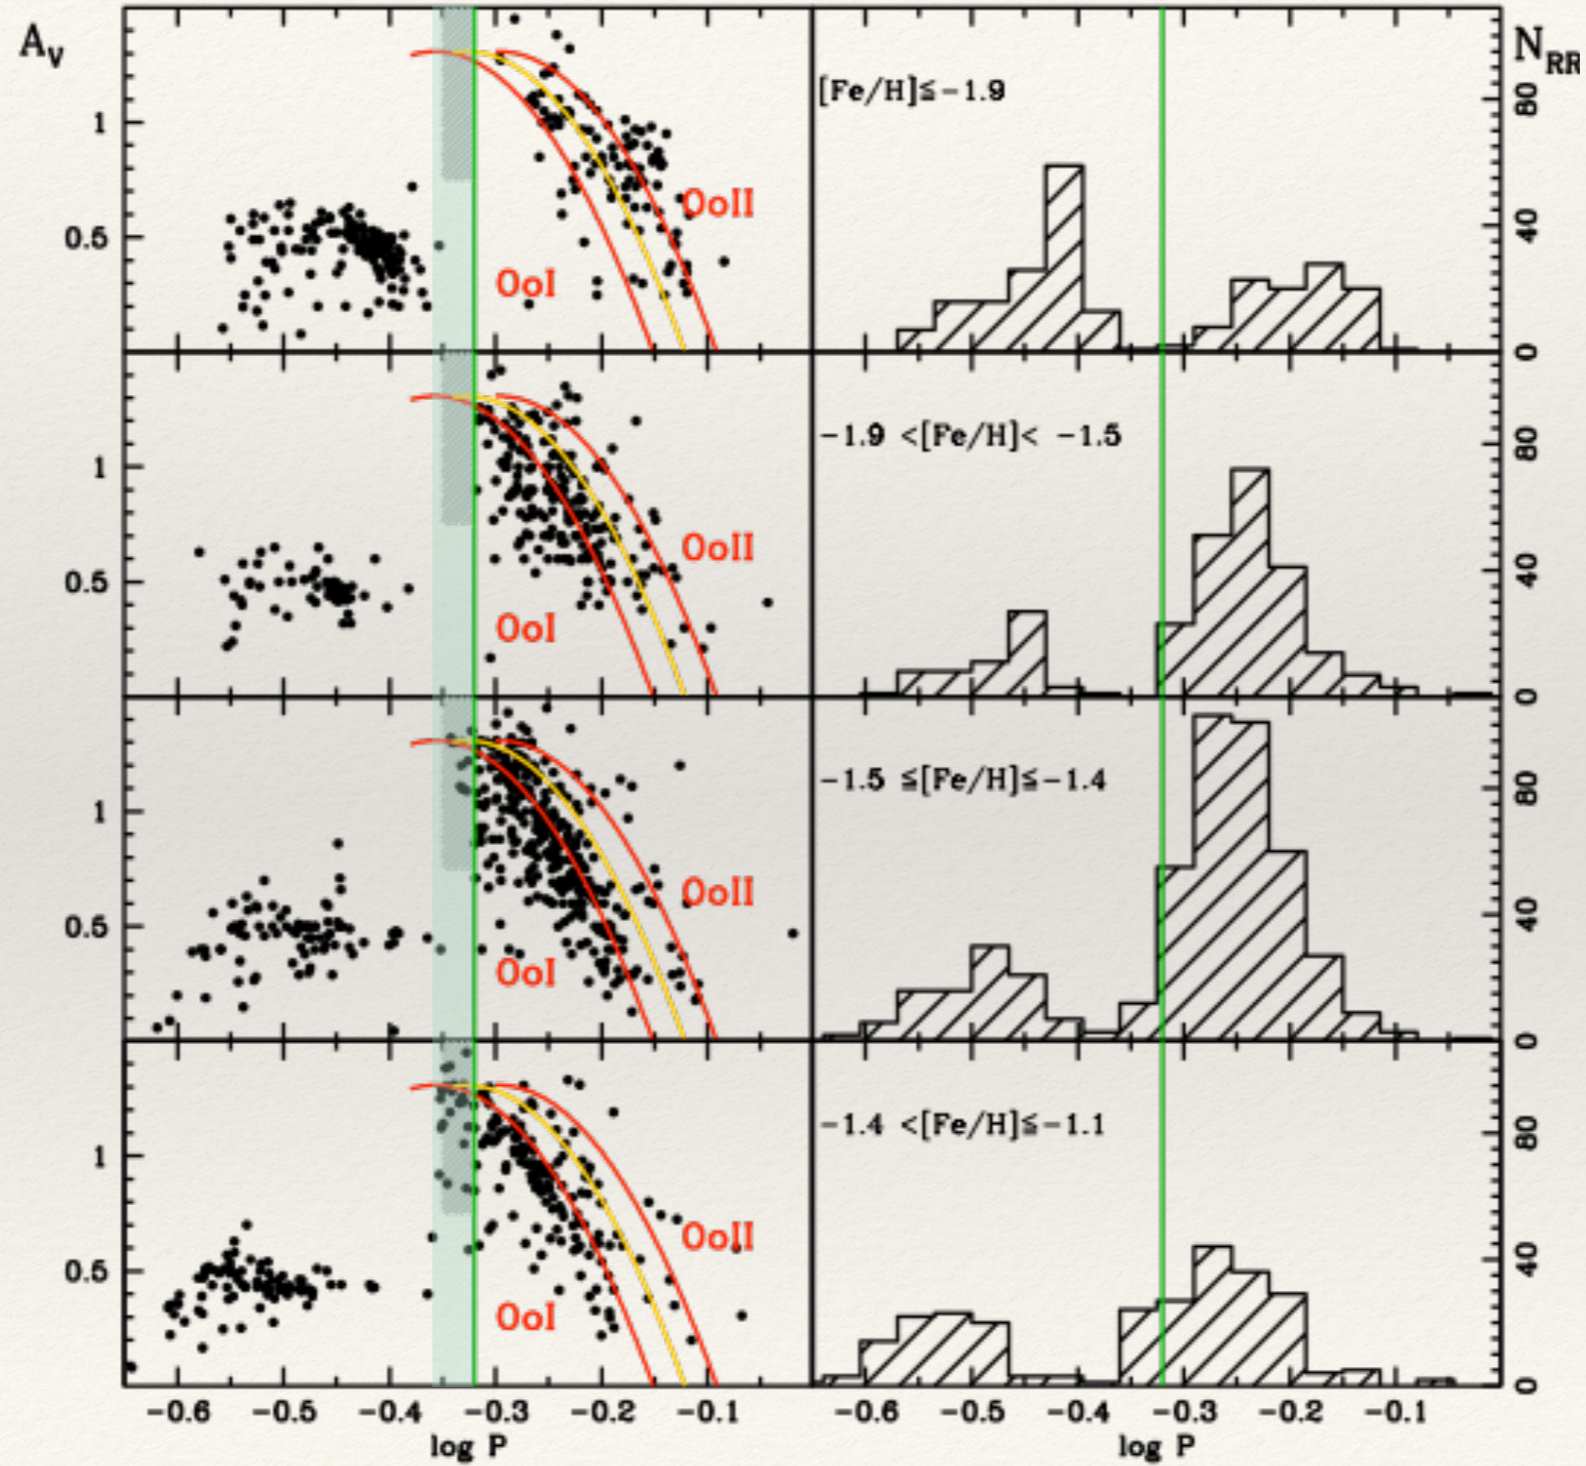 A_V
N_RR
[Fe/H]≦−1.9
80
1
OoII
40
0.5
OoI
0
−1.9 <[Fe/H]< −1.5
80
1
OoII
40
0.5
OoI
0
−1.5 ≦[Fe/H]≦−1.4
80
1
OoII
40
0.5
OoI
0
−1.4 <[Fe/H]≦−1.1
80
1
OoII
40
0.5
OoI
0
−0.6 −0.5 −0.4 −0.3 −0.2 −0.1 −0.6 −0.5 −0.4 −0.3 −0.2 −0.1
log P log P